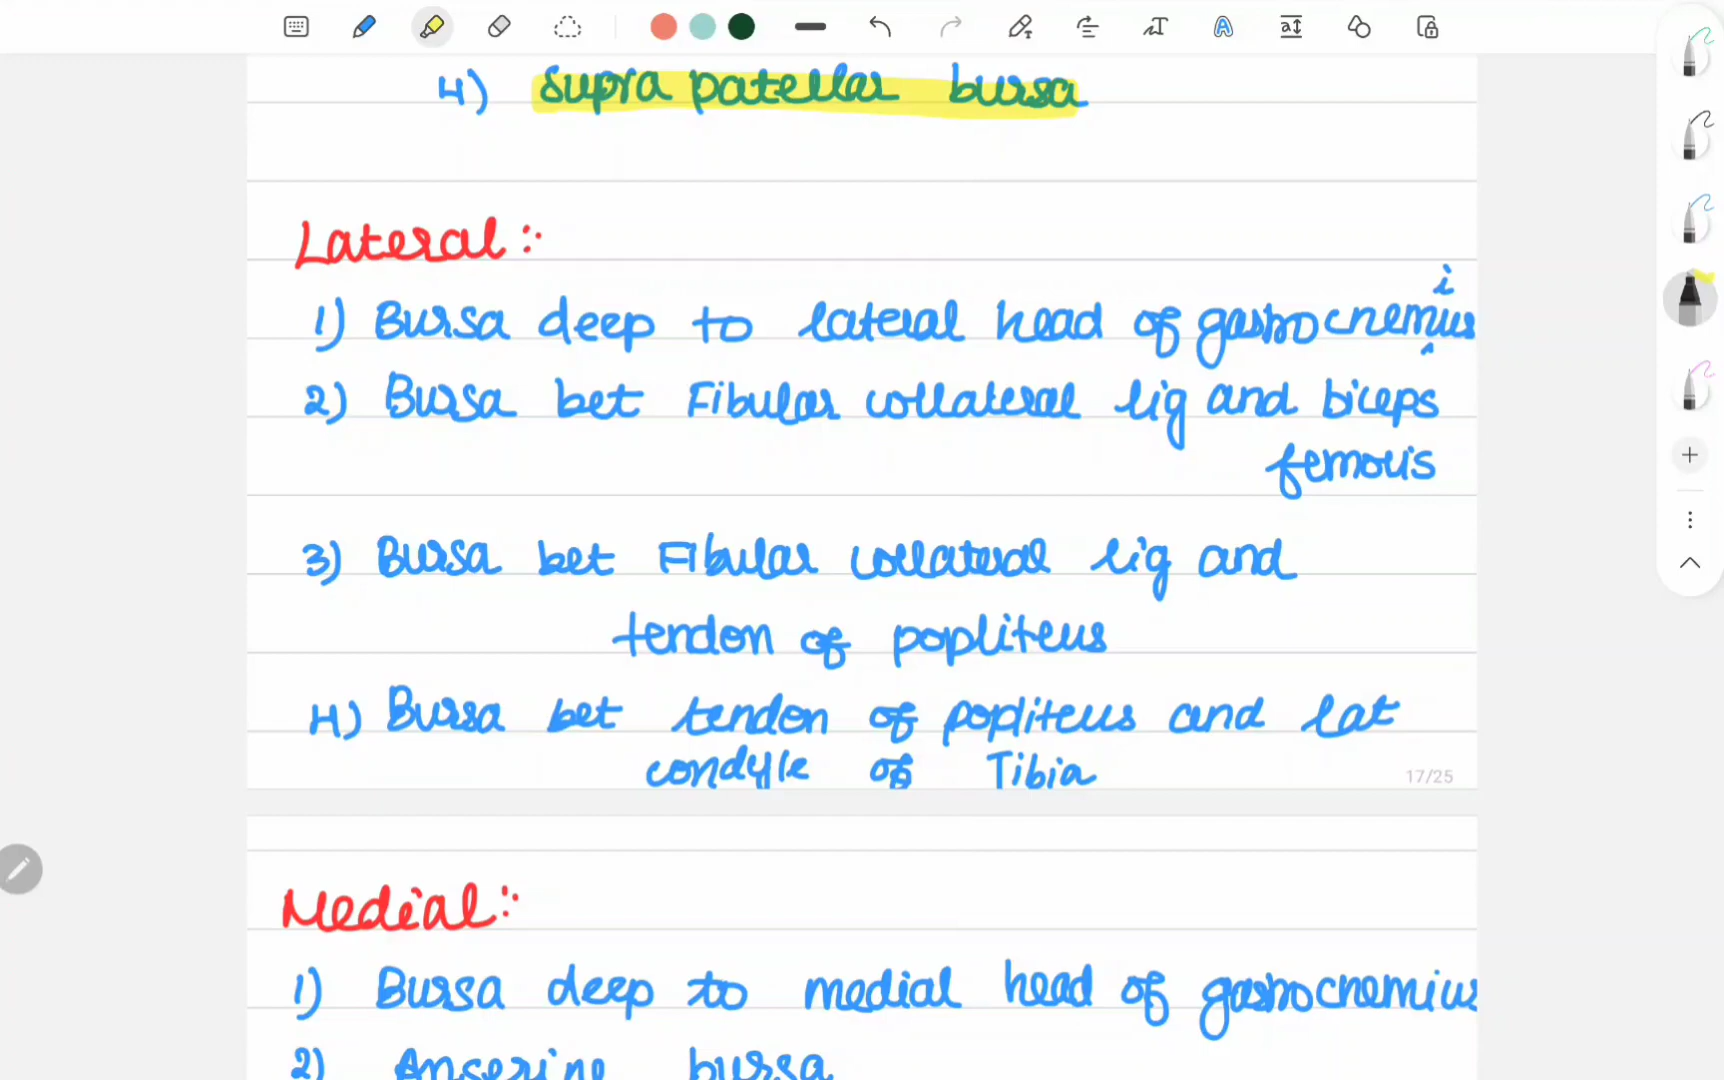 4) Supra patellar bursa
Lateral :-
i
1) Bursa deep to lateral head of gastrocnemius
2) Bursa bet Fibular collateral lig and biceps
femoris
3) Bursa bet Fibular collateral lig and
tendon of popliteus
4) Bursa bet tendon of popliteus and lat
condyle of Tibia
17/25
Medial :-
1) Bursa deep to medial head of gastrocnemius
2) Anserine bursa